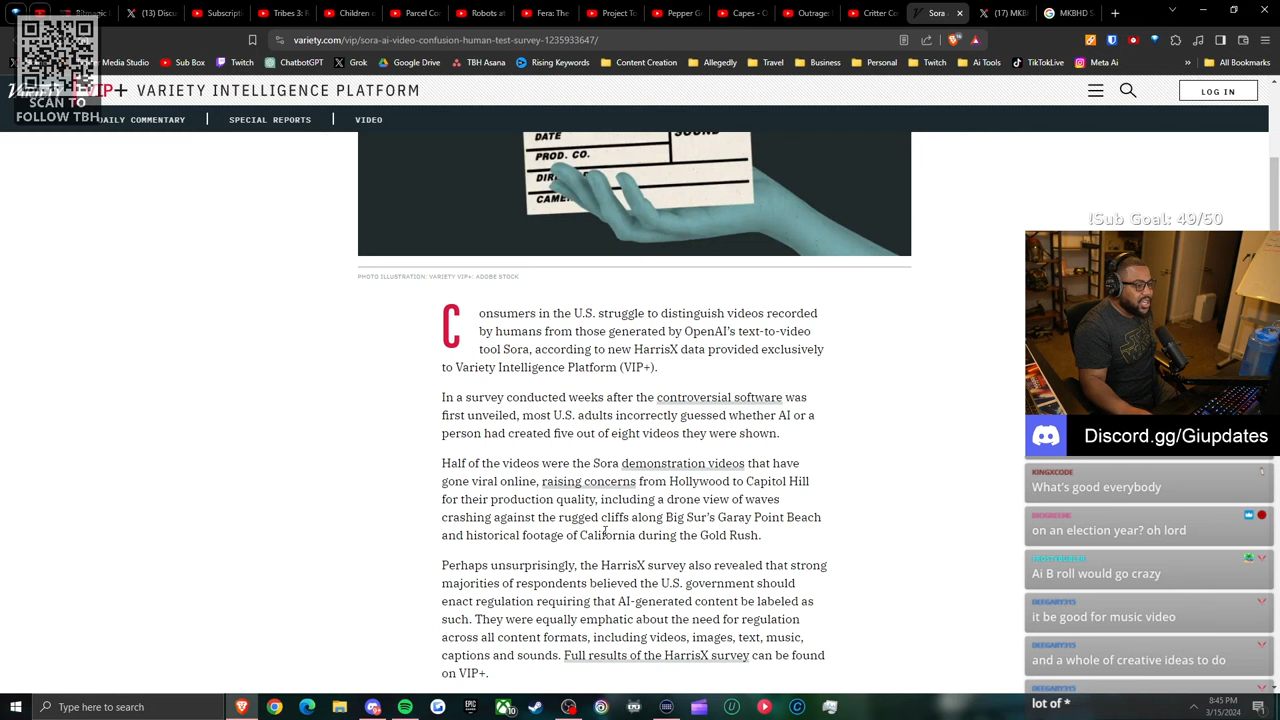 Subscript
Tribes 3: R
Children o
Parcel Co
Robots at
Fera: The
Project To
Pepper G
Outrage:
Critter Ce
Sora
(17) MKB
MKBHD S
variety.com/vip/sora-ai-video-confusion-human-test-survey-1235933647/
er Media Studio
Sub Box
Twitch
ChatbotGPT
Grok
Google Drive
TBH Asana
Keywording
Content Creation
Allegedly
Travel
Business
Personal
Ai Tools
Meta AI
All Bookmarks
SCAN TO
FOLLOW TBH
VIP+ VARIETY INTELLIGENCE PLATFORM
LOG IN
DAILY COMMENTARY
SPECIAL REPORTS
VIDEO
DATE
SOUND
PROD. CO.
CAME
PHOTO ILLUSTRATION: VARIETY VIP+: ADOBE STOCK
Consumers in the U.S. struggle to distinguish videos recorded
by humans from those generated by OpenAI's text-to-video
tool Sora, according to new HarrisX data provided exclusively
to Variety Intelligence Platform (VIP+).
In a survey conducted weeks after the controversial software was
first unveiled, most U.S. adults incorrectly guessed whether AI or a
person had created five out of eight videos they were shown.
Half of the videos were the Sora demonstration videos that have
gone viral online, raising concerns from Hollywood to Capitol Hill
for their production quality, including a drone view of waves
crashing against the rugged cliffs along Big Sur's Garay Point Beach
and historical footage of California during the Gold Rush.
Perhaps unsurprisingly, the HarrisX survey also revealed that strong
majorities of respondents believed the U.S. government should
enact regulation requiring that AI-generated content be labeled as
such. They were equally emphatic about the need for regulation
across all content formats, including videos, images, text, music,
captions and sounds. Full results of the HarrisX survey can be found
on VIP+.
!Sub Goal: 49/50
Discord.gg/Giupdates
KINGXCODE
What's good everybody
on an election year? oh lord
Ai B roll would go crazy
DEEGARY315
it be good for music video
DEEGARY315
and a whole of creative ideas to do
DEEGARY315
lot of *
Type here to search
8:45 PM
3/15/2024